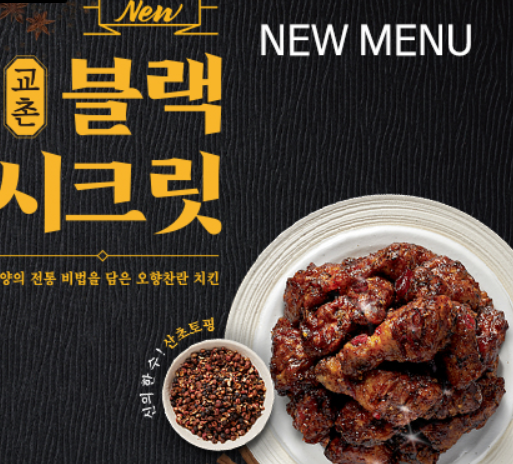 New
NEW MENU
교촌
블랙
시크릿
양의 전통 비법을 담은 오향찬란 치킨
신의 한 수! 산초토핑